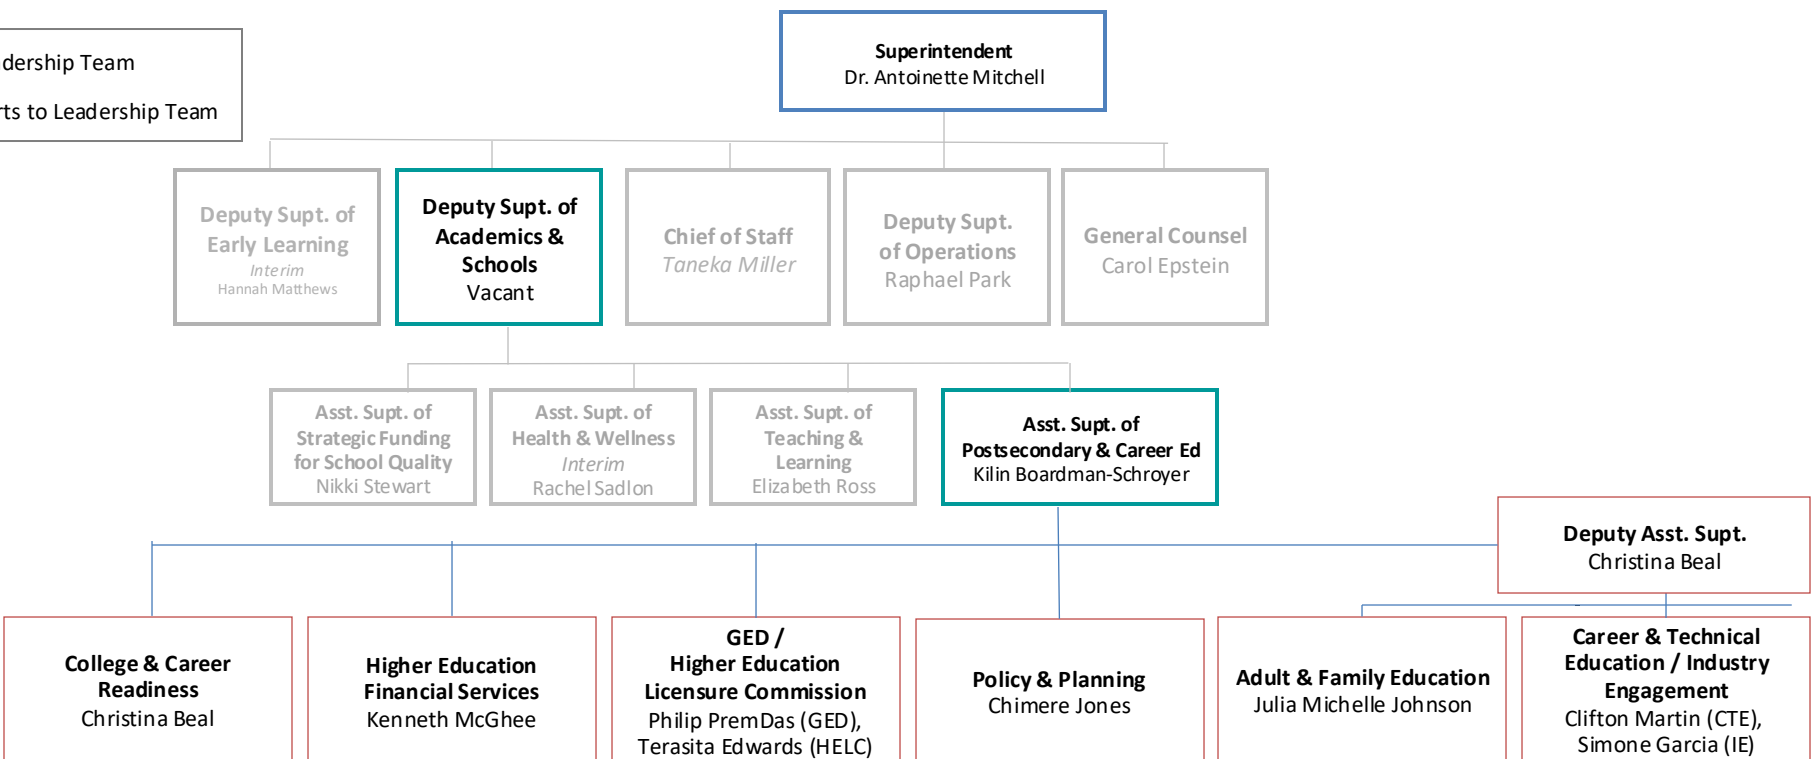 Superintendent
Dr. Antoinette Mitchell
dership Team
rts to Leadership Team
Deputy Supt. of
Early Learning
Interim
Hannah Matthews
Deputy Supt. of
Academics &
Schools
Vacant
Chief of Staff
Taneka Miller
Deputy Supt.
of Operations
Raphael Park
General Counsel
Carol Epstein
Asst. Supt. of
Strategic Funding
for School Quality
Nikki Stewart
Asst. Supt. of
Health & Wellness
Interim
Rachel Sadlon
Asst. Supt. of
Teaching &
Learning
Elizabeth Ross
Asst. Supt. of
Postsecondary & Career Ed
Kilin Boardman-Schroyer
Deputy Asst. Supt.
Christina Beal
College & Career
Readiness
Christina Beal
Higher Education
Financial Services
Kenneth McGhee
GED /
Higher Education
Licensure Commission
Philip PremDas (GED),
Terasita Edwards (HELC)
Policy & Planning
Chimere Jones
Adult & Family Education
Julia Michelle Johnson
Career & Technical
Education / Industry
Engagement
Clifton Martin (CTE),
Simone Garcia (IE)